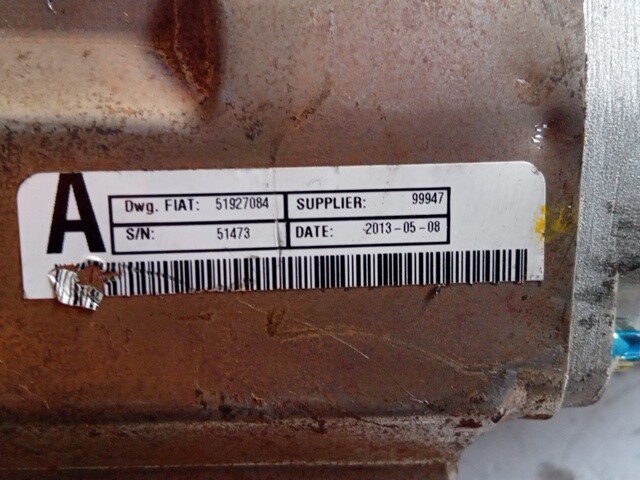 A
Dwg. FIAT: 51927084 SUPPLIER: 99947
S/N: 51473 DATE: 2013-05-08